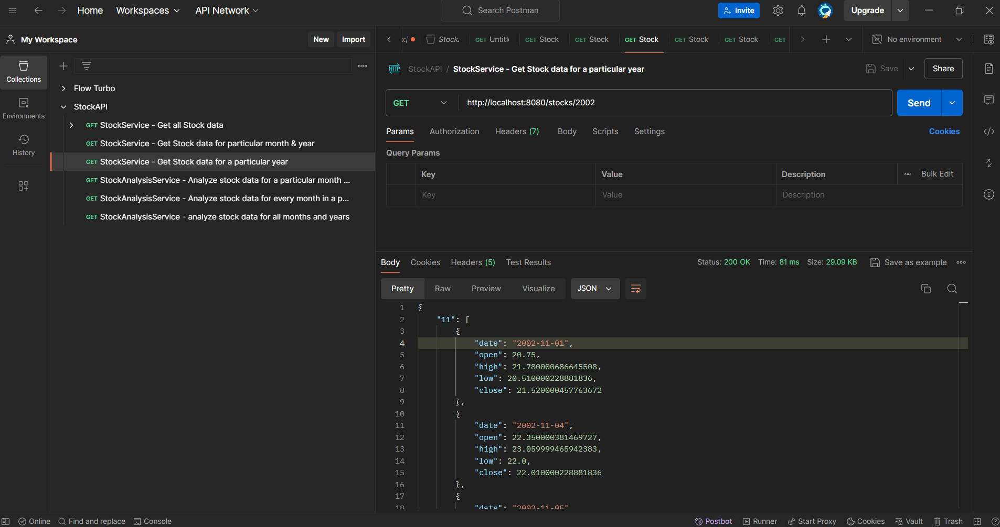 Home Workspaces API Network Search Postman Invite Upgrade
My Workspace New Import
Stock GET Untitl GET Stock GET Stock GET Stock GET Stock GET Stock GET No environment
Collections
Environments
History
Flow Turbo
StockAPI
GET StockService - Get all Stock data
GET StockService - Get Stock data for particular month & year
GET StockService - Get Stock data for a particular year
GET StockAnalysisService - Analyze stock data for a particular month ...
GET StockAnalysisService - Analyze stock data for every month in a p...
GET StockAnalysisService - analyze stock data for all months and years
HTTP StockAPI / StockService - Get Stock data for a particular year Save Share
GET http://localhost:8080/stocks/2002 Send
Params Authorization Headers (7) Body Scripts Settings Cookies
Query Params
Key Value Description Bulk Edit
Key Value Description
Body Cookies Headers (5) Test Results Status: 200 OK Time: 81 ms Size: 29.09 KB Save as example
Pretty Raw Preview Visualize JSON
1 {
2 "11": [
3 {
4 "date": "2002-11-01",
5 "open": 20.75,
6 "high": 21.780000686645508,
7 "low": 20.510000228881836,
8 "close": 21.520000457763672
9 },
10 {
11 "date": "2002-11-04",
12 "open": 22.350000381469727,
13 "high": 23.059999465942383,
14 "low": 22.0,
15 "close": 22.010000228881836
16 },
17 {
18 "date": "2002-11-05"
Online Find and replace Console Postbot Runner Start Proxy Cookies Vault Trash